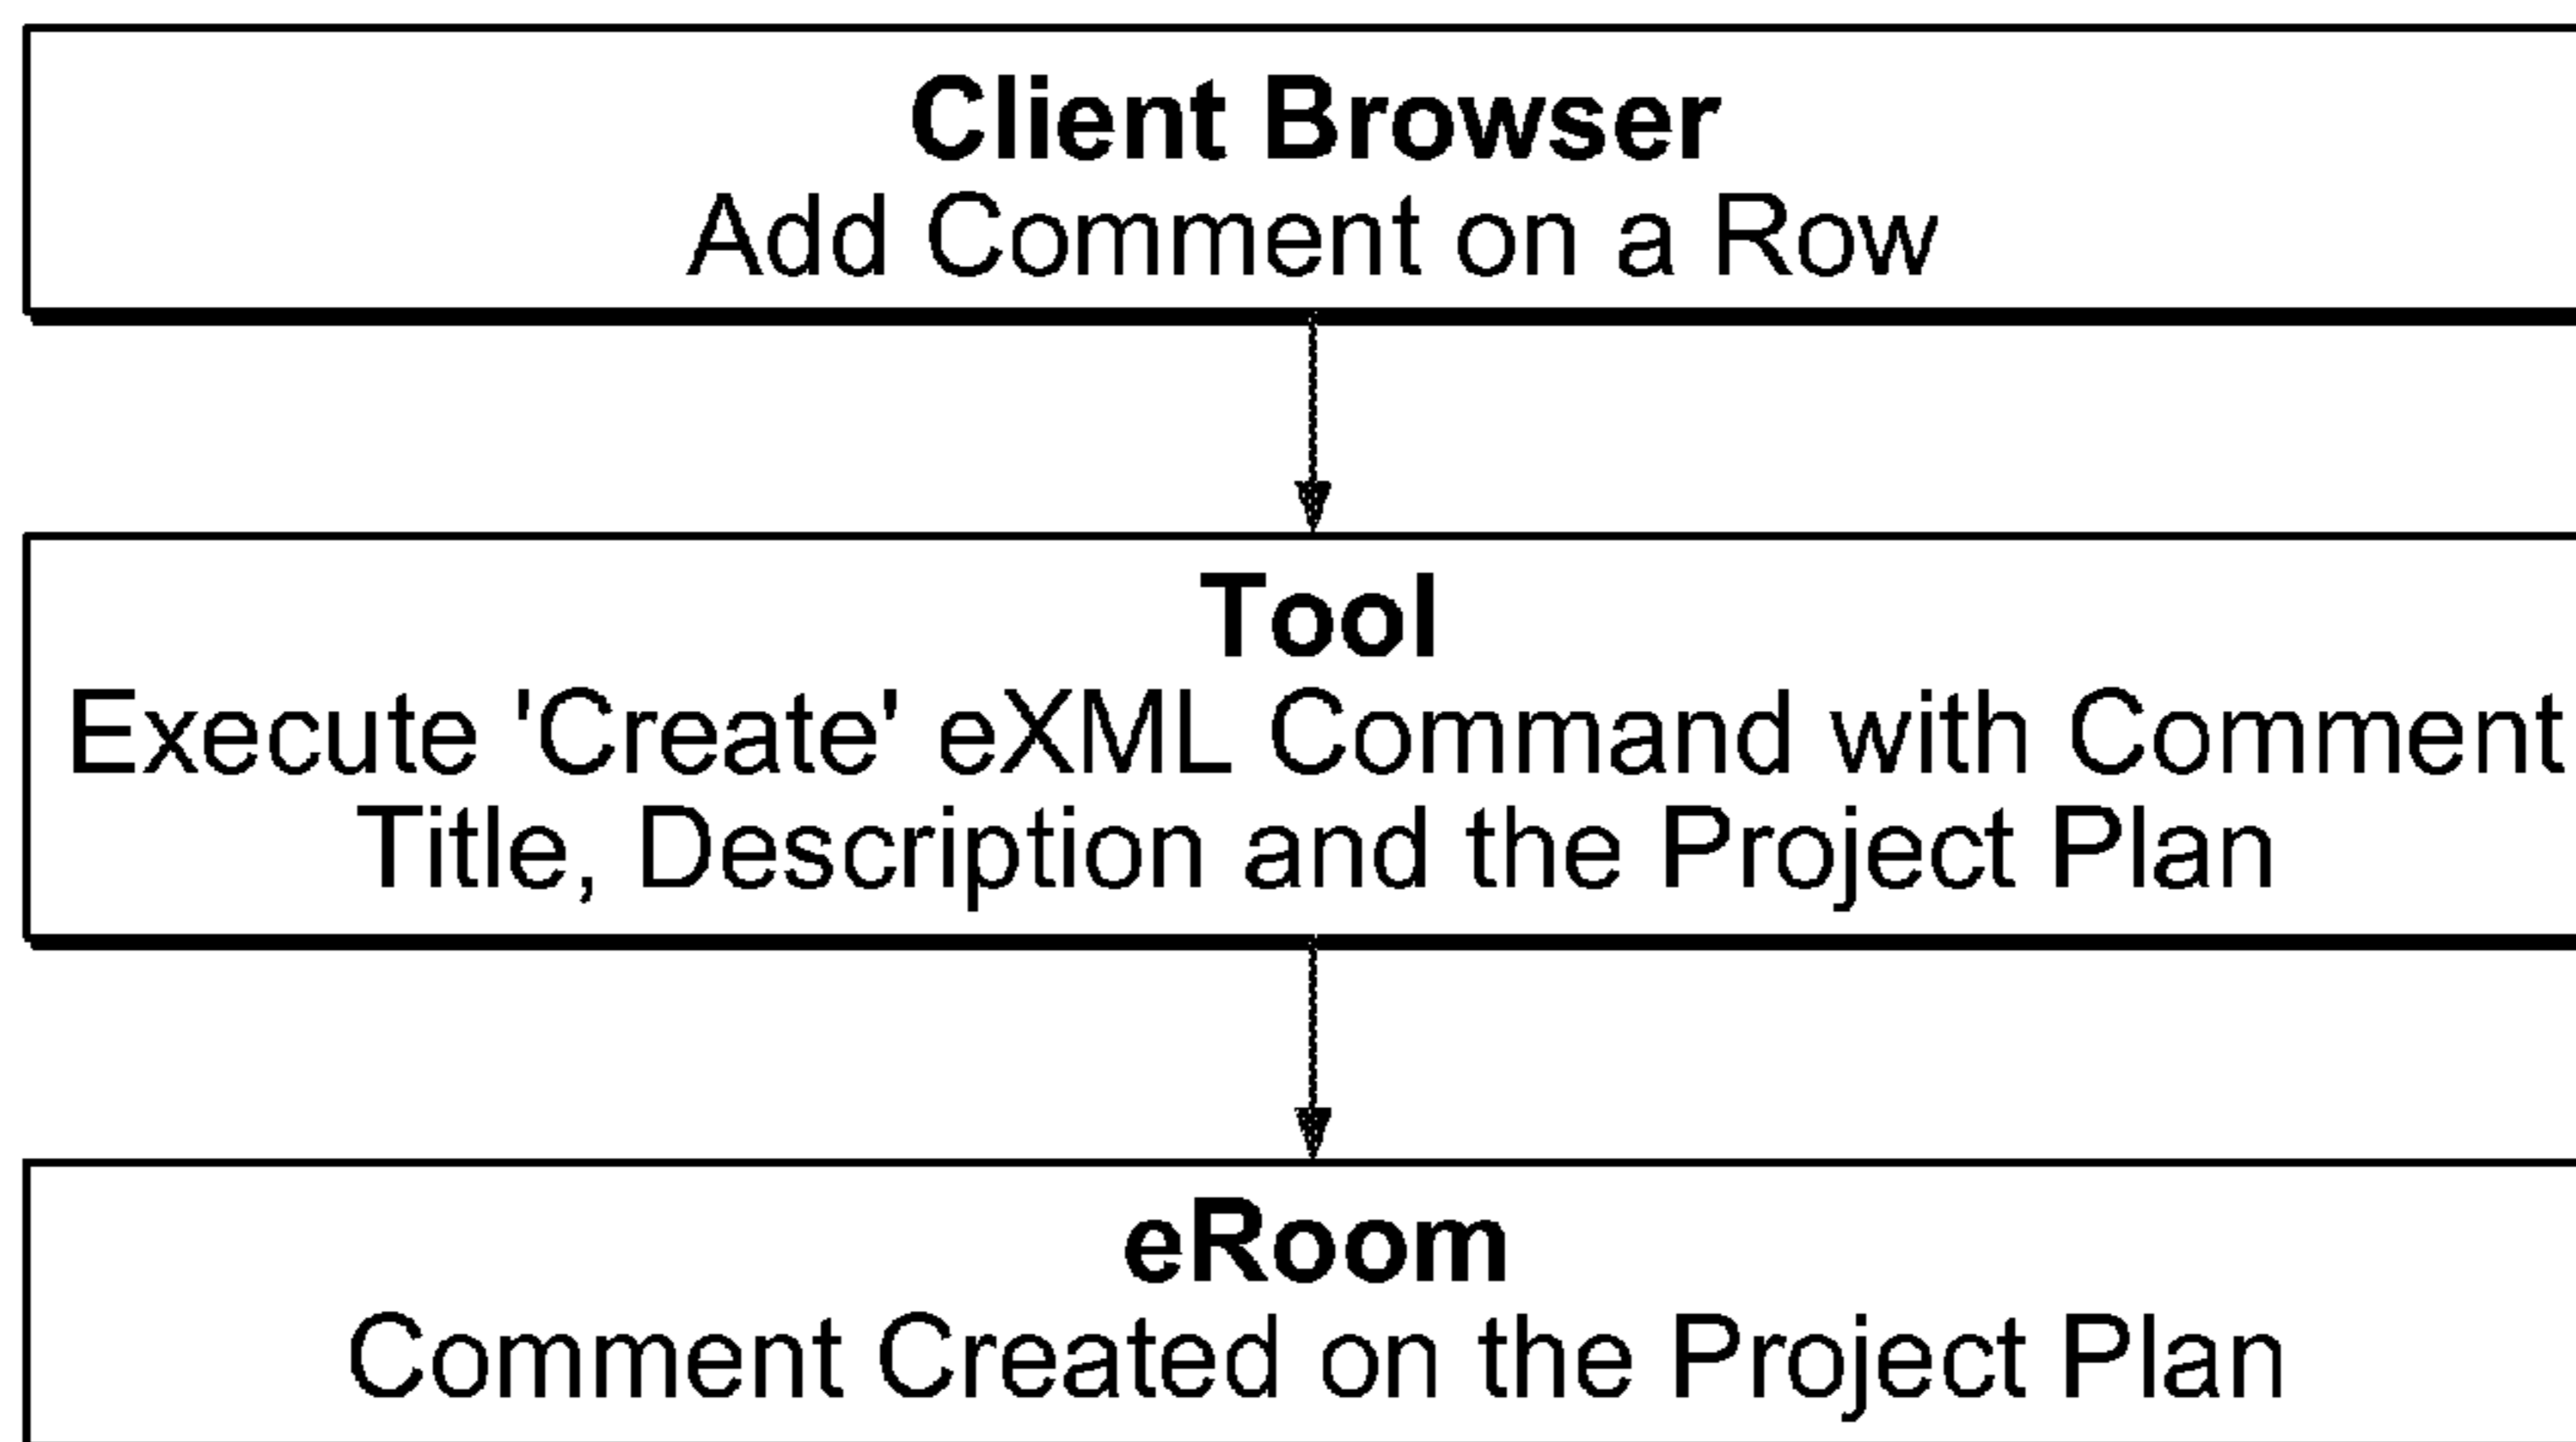 Client Browser
Add Comment on a Row
Tool
Execute 'Create' eXML Command with Comment
Title, Description and the Project Plan
eRoom
Comment Created on the Project Plan